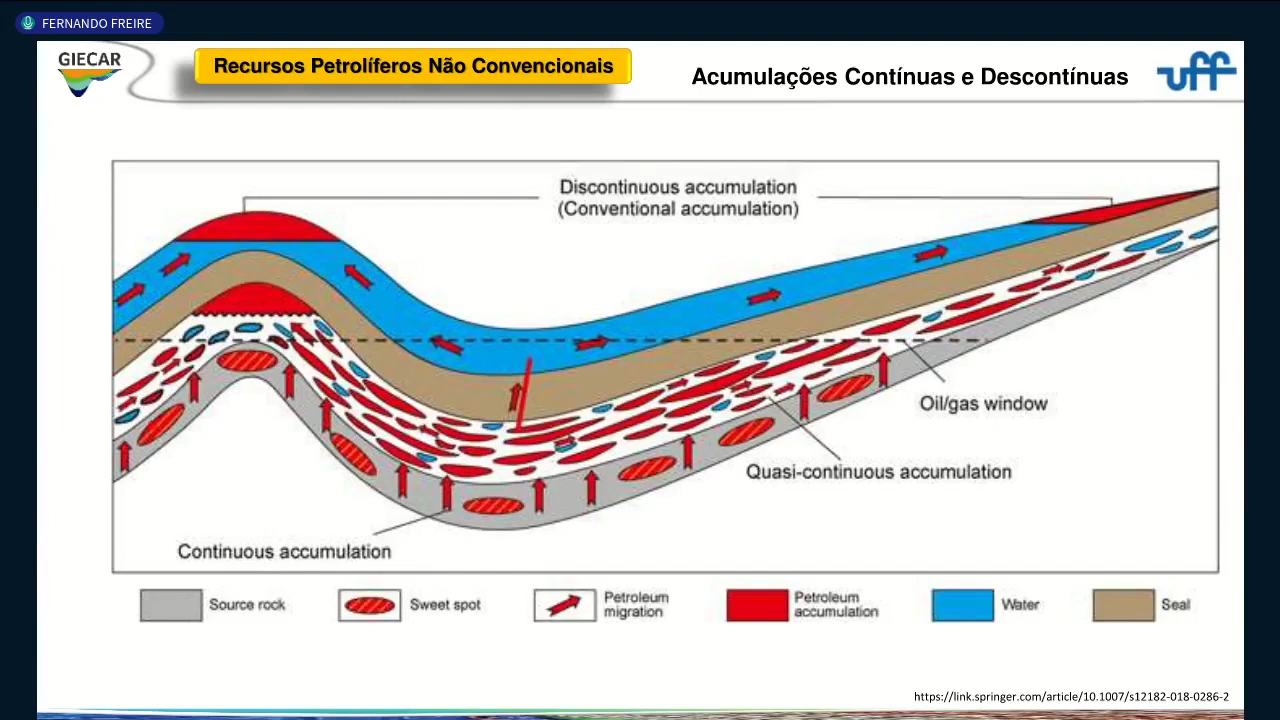 FERNANDO FREIRE
GIECAR
Recursos Petrolíferos Não Convencionais
Acumulações Contínuas e Descontínuas
uff
Discontinuous accumulation
(Conventional accumulation)
Oil/gas window
Quasi-continuous accumulation
Continuous accumulation
Source rock
Sweet spot
Petroleum
migration
Petroleum
accumulation
Water
Seal
https://link.springer.com/article/10.1007/s12182-018-0286-2